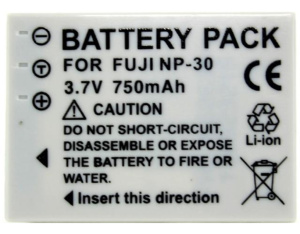 BATTERY PACK
FOR FUJI NP-30
3.7V 750mAh
CE
CAUTION
DO NOT SHORT-CIRCUIT,
DISASSEMBLE OR EXPOSE
THE BATTERY TO FIRE OR
WATER.
Li-ion
Insert this direction